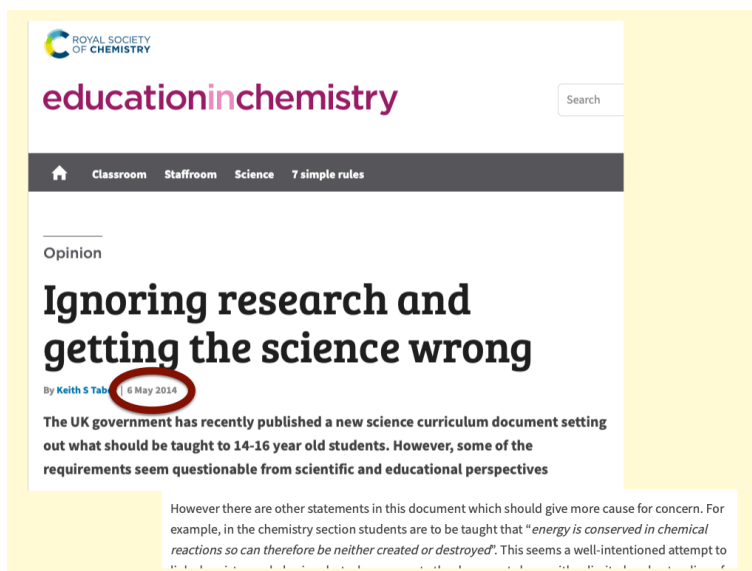 ROYAL SOCIETY
OF CHEMISTRY
educationinchemistry
Search
Classroom Staffroom Science 7 simple rules
Opinion
Ignoring research and
getting the science wrong
By Keith S | 6 May 2014
The UK government has recently published a new science curriculum document setting
out what should be taught to 14-16 year old students. However, some of the
requirements seem questionable from scientific and educational perspectives
However there are other statements in this document which should give more cause for concern. For
example, in the chemistry section students are to be taught that “energy is conserved in chemical
reactions so can therefore be neither created or destroyed”. This seems a well-intentioned attempt to